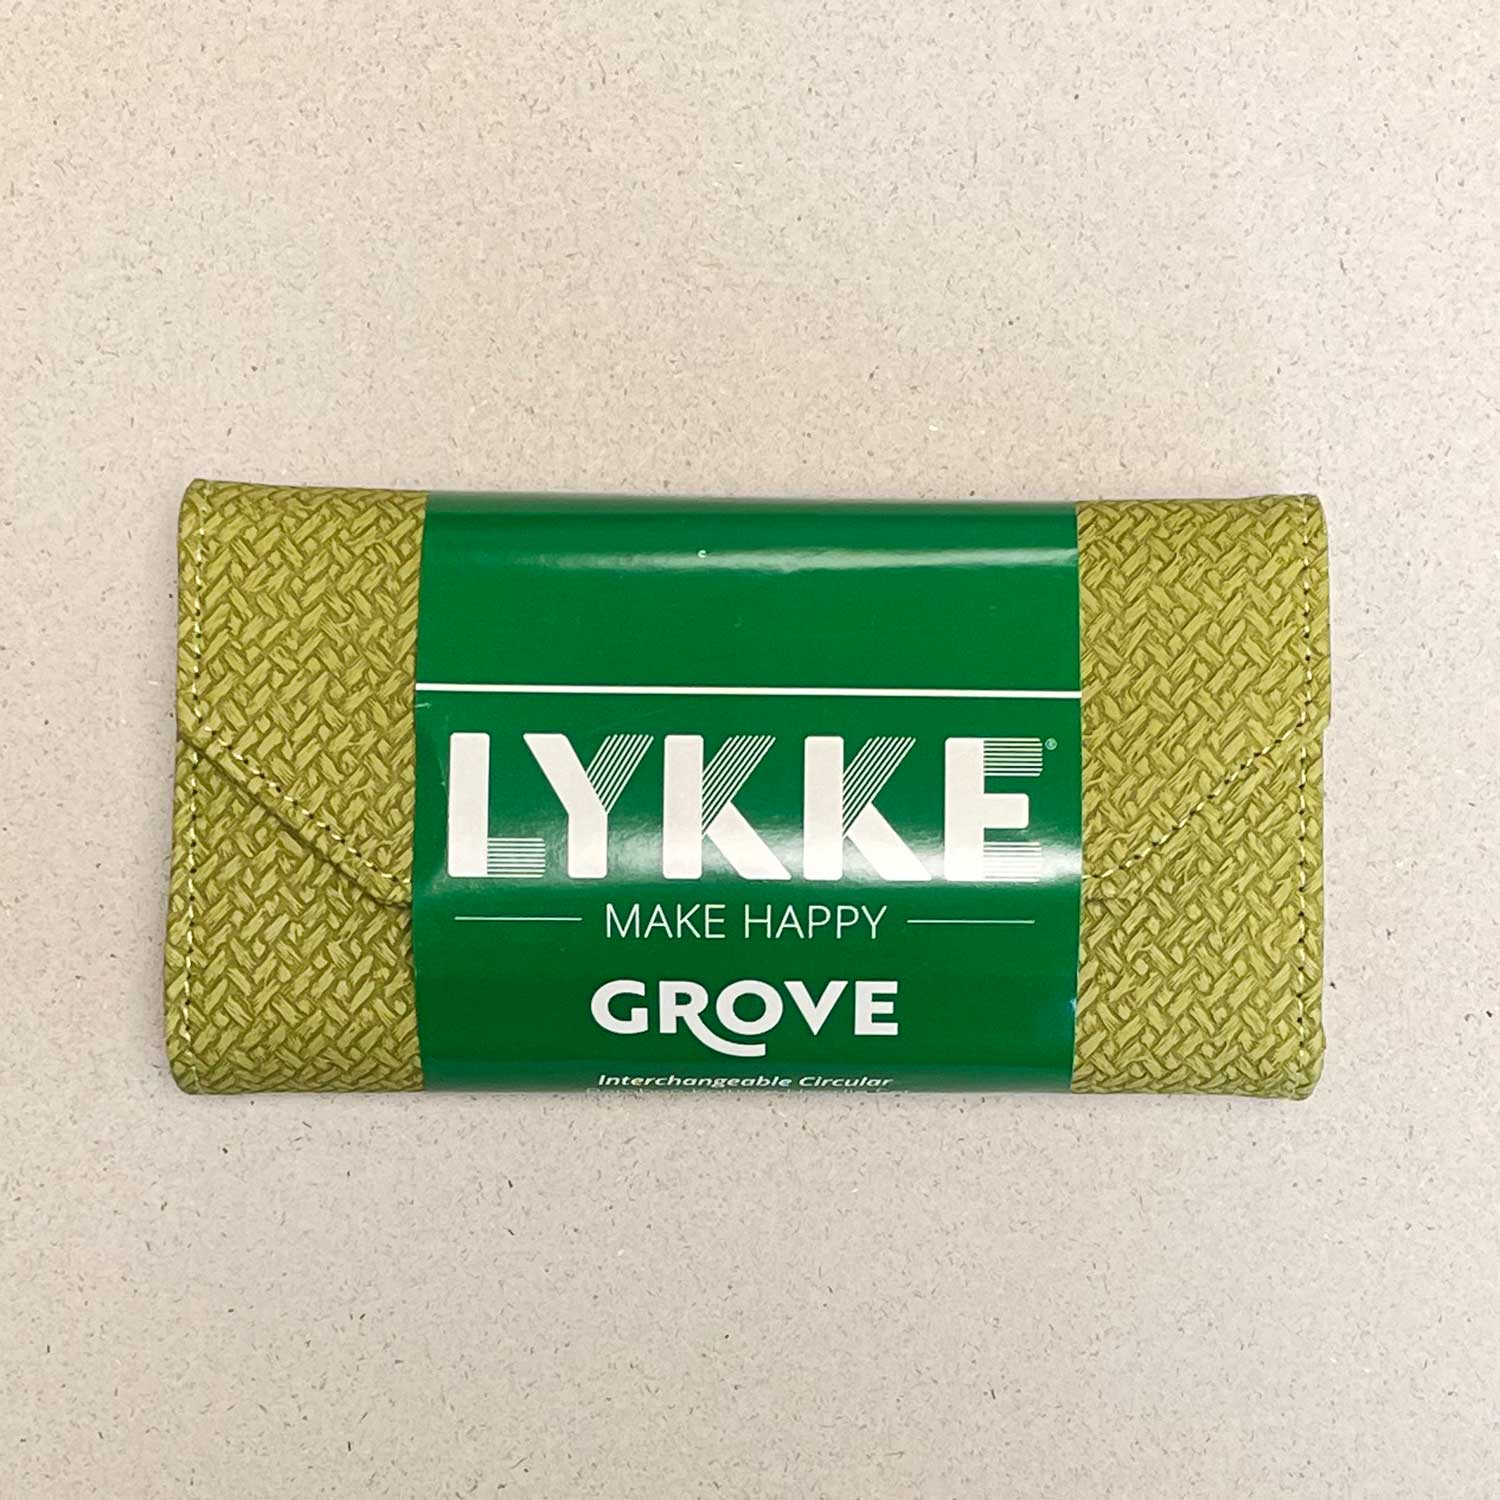 LYKKE®
MAKE HAPPY
GROVE
Interchangeable Circular